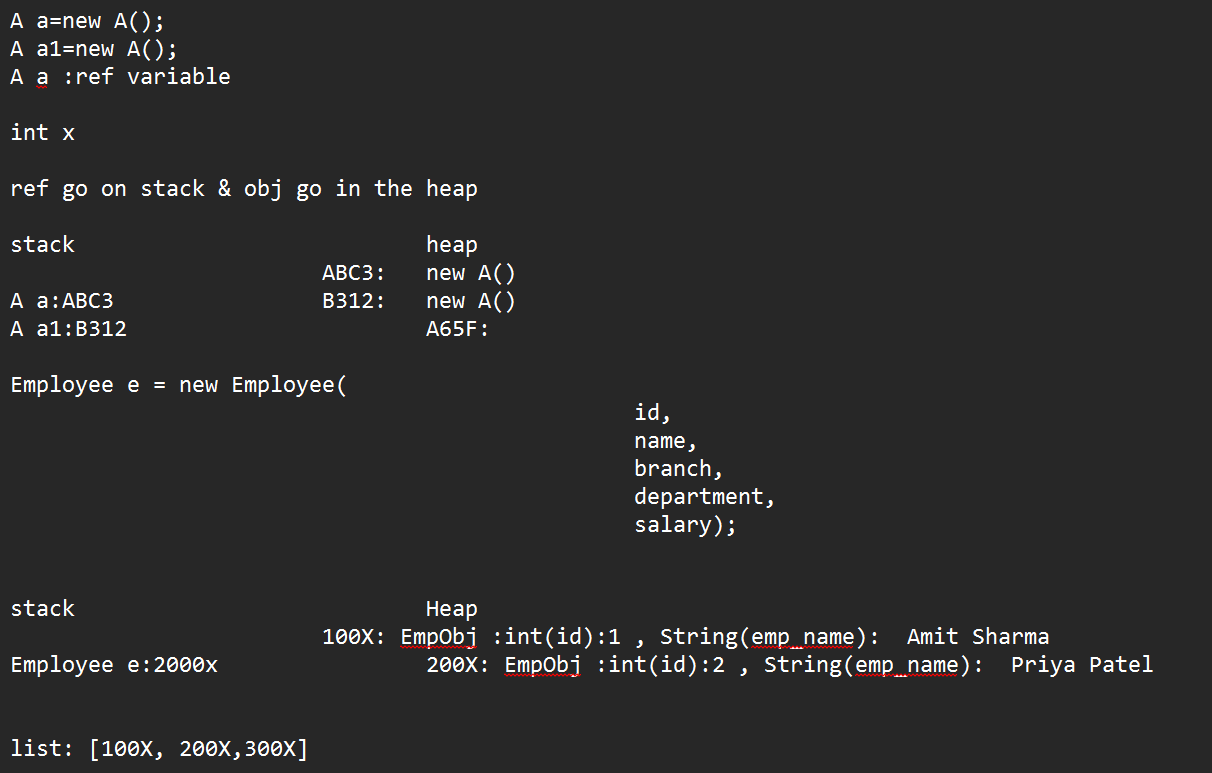 A a=new A();
A a1=new A();
A a :ref variable
int x
ref go on stack & obj go in the heap
stack heap
ABC3: new A()
A a:ABC3 B312: new A()
A a1:B312 A65F:
Employee e = new Employee(
id,
name,
branch,
department,
salary);
stack Heap
100X: EmpObj :int(id):1 , String(emp_name): Amit Sharma
Employee e:2000x 200X: EmpObj :int(id):2 , String(emp_name): Priya Patel
list: [100X, 200X,300X]